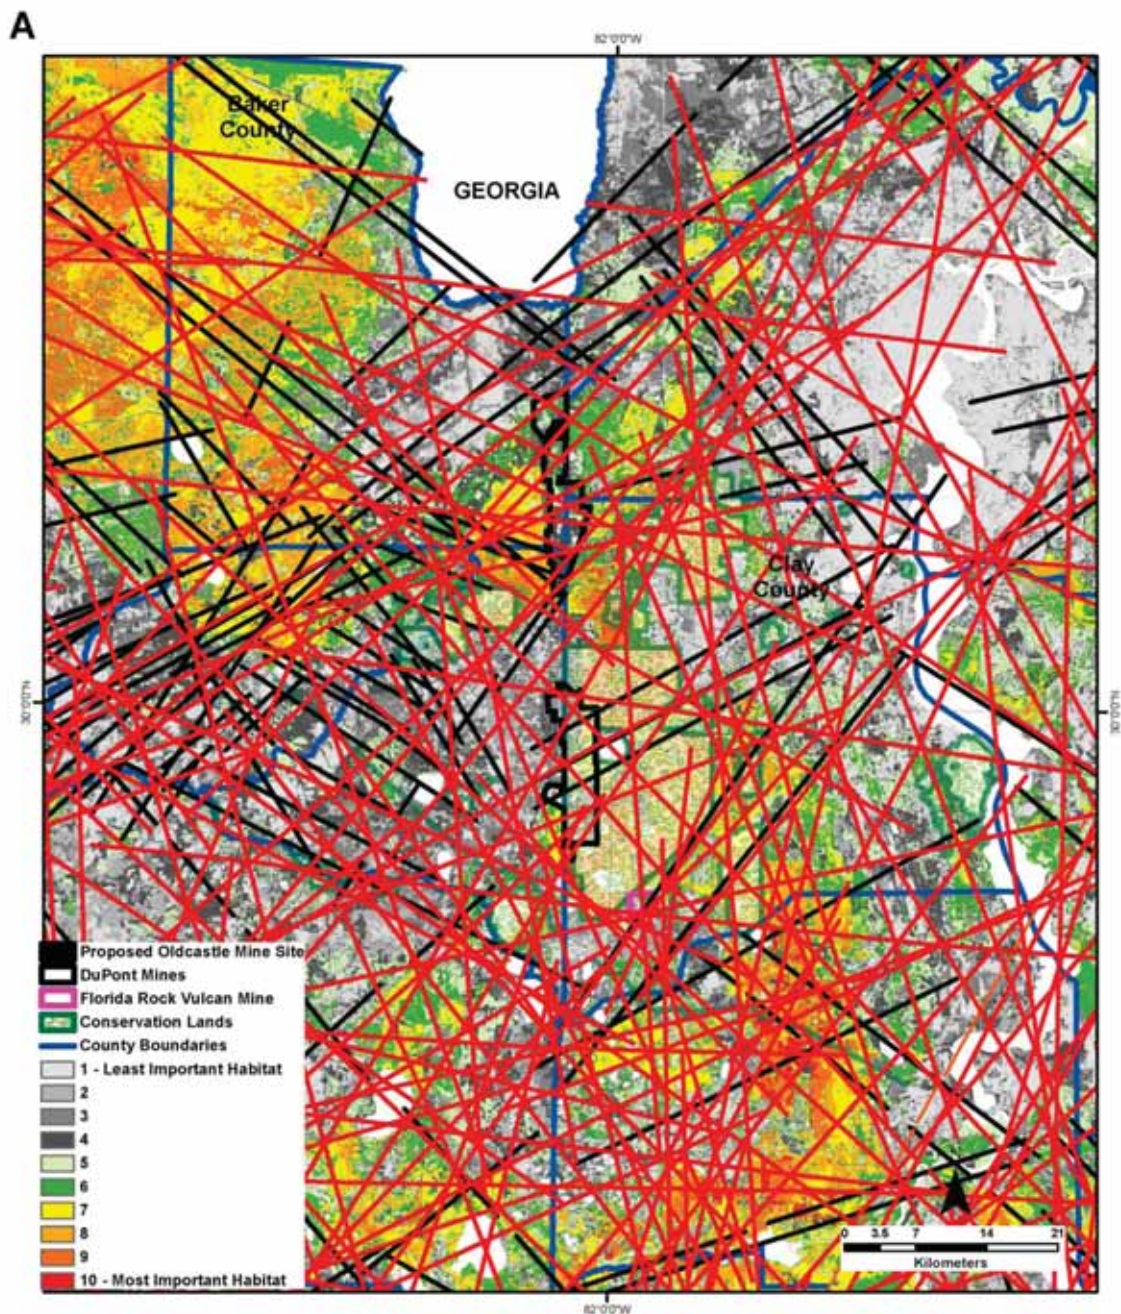 A
82°0'0"W
Baker
County
GEORGIA
Clay
County
30°0'0"N
30°0'0"N
Proposed Oldcastle Mine Site
DuPont Mines
Florida Rock Vulcan Mine
Conservation Lands
County Boundaries
1 - Least Important Habitat
2
3
4
5
6
7
8
9
10 - Most Important Habitat
0 3.5 7 14 21
Kilometers
82°0'0"W